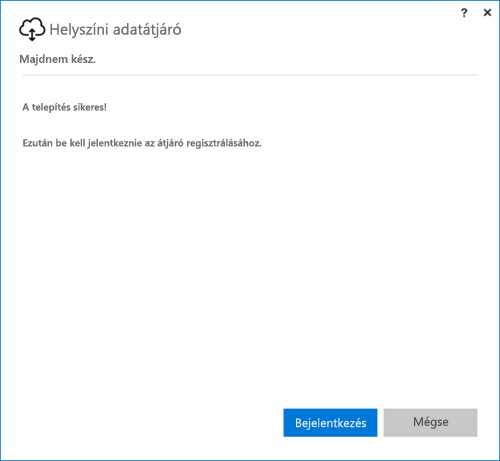 ?
×
Helyszíni adatátjáró
Majdnem kész.
A telepítés sikeres!
Ezután be kell jelentkeznie az átjáró regisztrálásához.
Bejelentkezés
Mégse